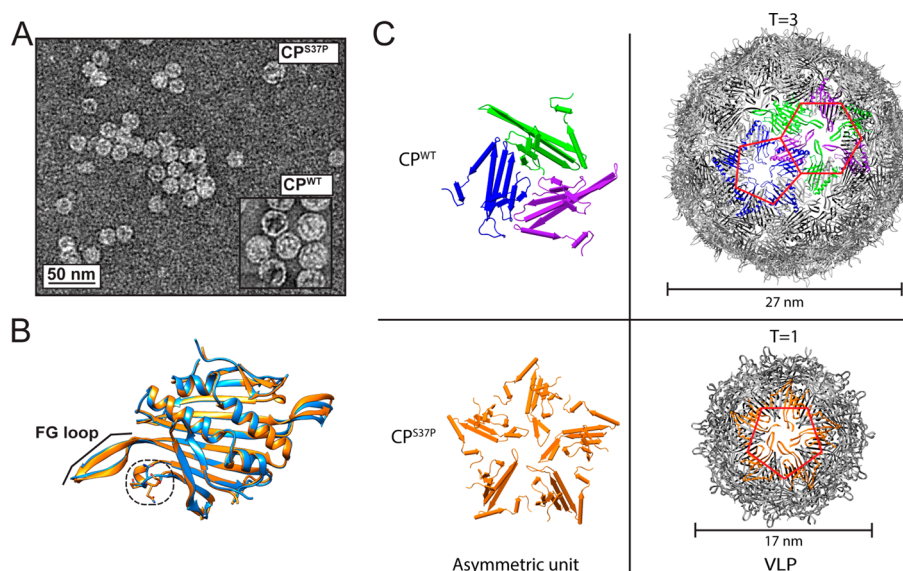 A
CP^S37P
CP^WT
50 nm
B
FG loop
C
T=3
CP^WT
27 nm
T=1
CP^S37P
17 nm
Asymmetric unit
VLP